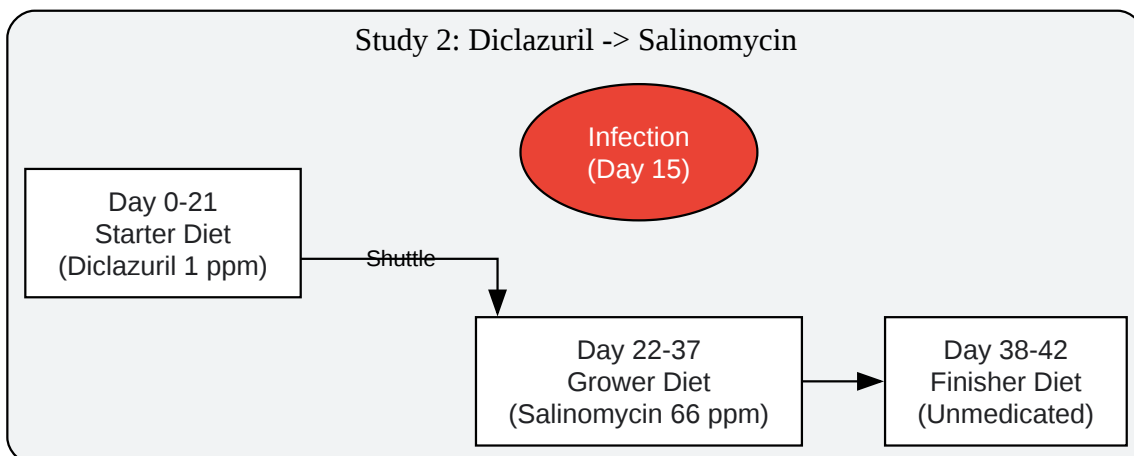 Study 2: Diclazuril -> Salinomycin
Infection
(Day 15)
Day 0-21
Starter Diet
(Diclazuril 1 ppm)
Shuttle
Day 22-37
Grower Diet
(Salinomycin 66 ppm)
Day 38-42
Finisher Diet
(Unmedicated)